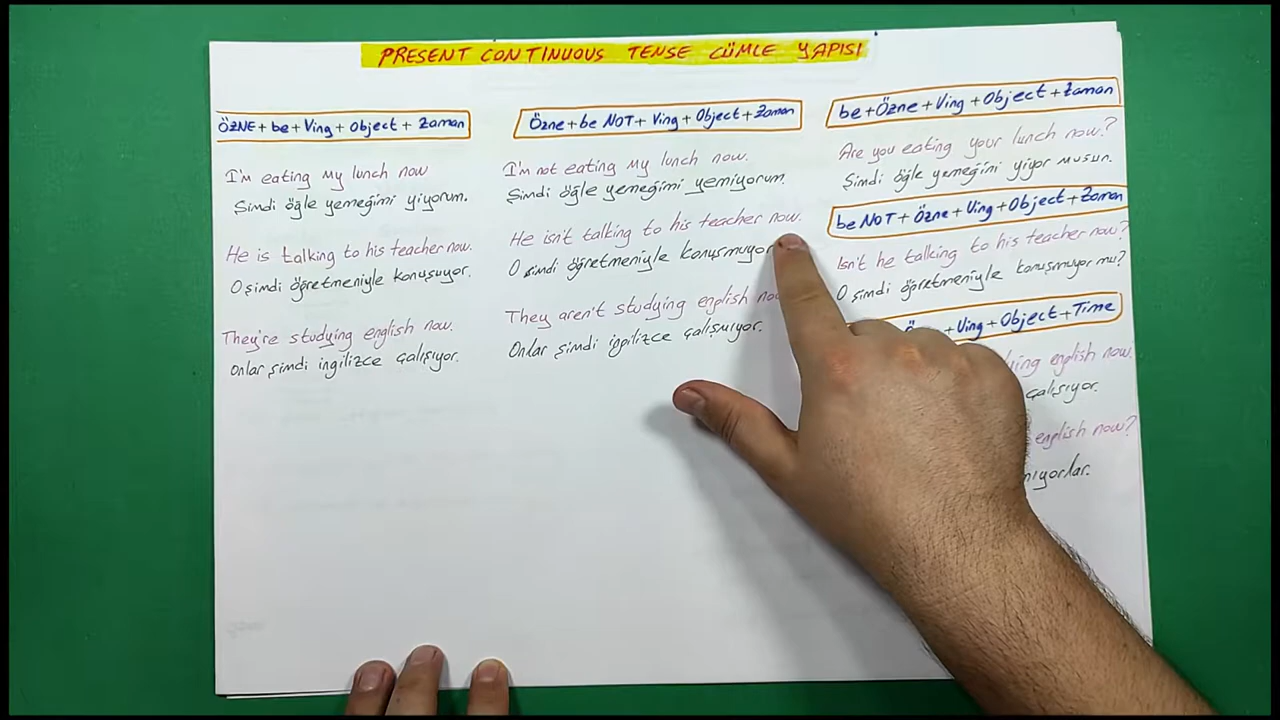 PRESENT CONTINUOUS TENSE CÜMLE YAPISI
ÖZNE + be + Ving + Object + Zaman
I'm eating my lunch now
Şimdi öğle yemeğimi yiyorum.
He is talking to his teacher now.
O şimdi öğretmeniyle konuşuyor.
They're studying english now.
Onlar şimdi ingilizce çalışıyor.
Özne + be NOT + Ving + Object + Zaman
I'm not eating my lunch now.
Şimdi öğle yemeğimi yemiyorum.
He isn't talking to his teacher now.
O şimdi öğretmeniyle konuşmuyor
They aren't studying english now
Onlar şimdi ingilizce çalışmıyor.
be + Özne + Ving + Object + Zaman
Are you eating your lunch now?
Şimdi öğle yemeğini yiyor musun.
be NOT + Özne + Ving + Object + Zaman
Isn't he talking to his teacher now?
O şimdi öğretmeniyle konuşmuyor mu?
+ Ving + Object + Time
english now.
çalışıyor.
english now?